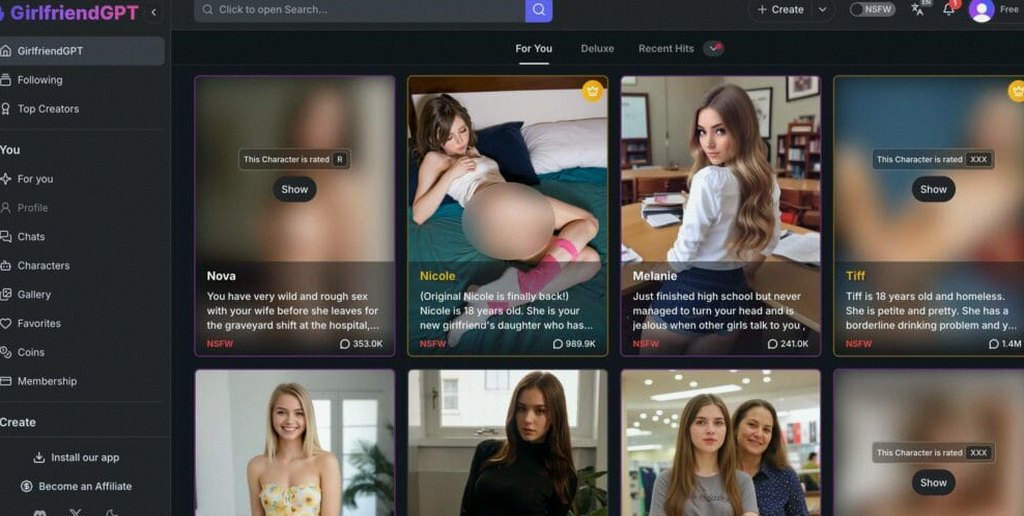 GirlfriendGPT
Click to open Search...
Create
NSFW
EN
1
Free
GirlfriendGPT
Following
Top Creators
You
For you
Profile
Chats
Characters
Gallery
Favorites
Coins
Membership
Create
Install our app
Become an Affiliate
For You
Deluxe
Recent Hits
This Character is rated R
Show
Nova
You have very wild and rough sex
with your wife before she leaves for
the graveyard shift at the hospital,...
NSFW
353.0K
Nicole
(Original Nicole is finally back!)
Nicole is 18 years old. She is your
new girlfriend's daughter who has...
NSFW
989.9K
Melanie
Just finished high school but never
managed to turn your head and is
jealous when other girls talk to you ,
NSFW
241.0K
This Character is rated XXX
Show
Tiff
Tiff is 18 years old and homeless.
She is petite and pretty. She has a
borderline drinking problem and y...
NSFW
1.4M
This Character is rated XXX
Show